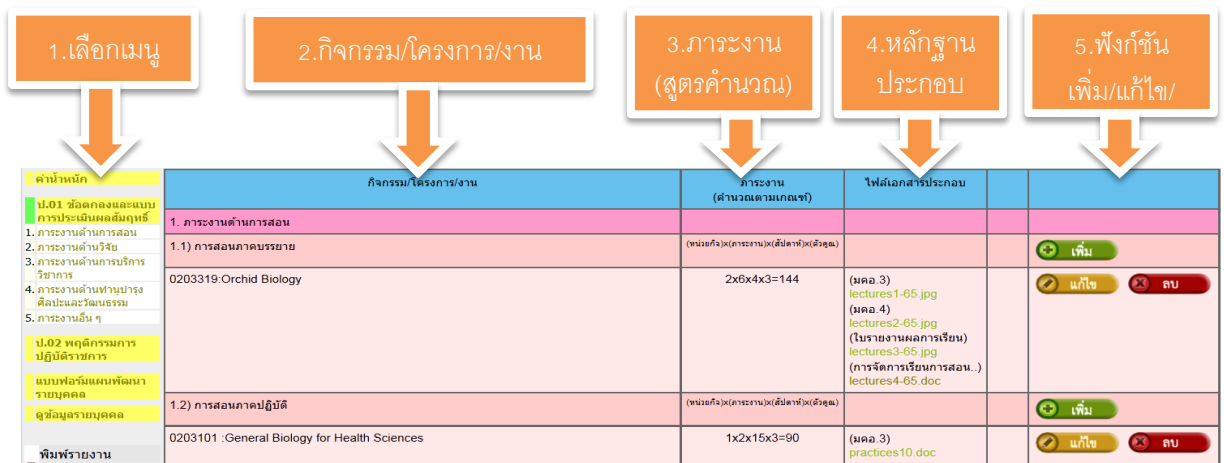 1.เลือกเมนู
2.กิจกรรม/โครงการ/งาน
3.ภาระงาน
(สูตรคำนวณ)
4.หลักฐาน
ประกอบ
5.ฟังก์ชัน
เพิ่ม/แก้ไข/
ค่าน้ำหนัก
ป.01 ข้อตกลงและแบบ
การประเมินผลสัมฤทธิ์
1. ภาระงานด้านการสอน
2. ภาระงานด้านวิจัย
3. ภาระงานด้านการบริการ
วิชาการ
4. ภาระงานด้านทำนุบำรุง
ศิลปะและวัฒนธรรม
5. ภาระงานอื่น ๆ
ป.02 พฤติกรรมการ
ปฏิบัติราชการ
แบบฟอร์มแผนพัฒนา
รายบุคคล
ดูข้อมูลรายบุคคล
พิมพ์รายงาน
กิจกรรม/โครงการ/งาน
ภาระงาน
(คำนวณตามเกณฑ์)
ไฟล์เอกสารประกอบ
1. ภาระงานด้านการสอน
1.1) การสอนภาคบรรยาย
(หน่วยกิจ)x(ภาระงาน)x(สัปดาห์)x(ตัวคูณ)
เพิ่ม
0203319:Orchid Biology
2x6x4x3=144
(มคอ.3)
lectures1-65.jpg
(มคอ.4)
lectures2-65.jpg
(ใบรายงานผลการเรียน)
lectures3-65.jpg
(การจัดการเรียนการสอน..)
lectures4-65.doc
แก้ไข
ลบ
1.2) การสอนภาคปฏิบัติ
(หน่วยกิจ)x(ภาระงาน)x(สัปดาห์)x(ตัวคูณ)
เพิ่ม
0203101 :General Biology for Health Sciences
1x2x15x3=90
(มคอ.3)
practices10.doc
แก้ไข
ลบ